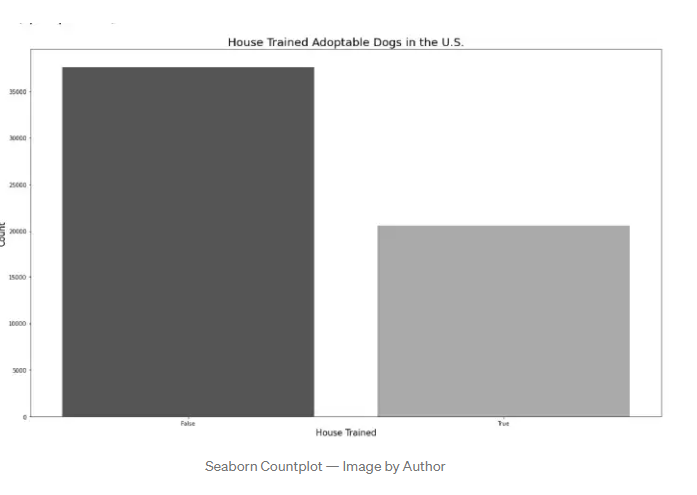 House Trained Adoptable Dogs in the U.S.
35000
30000
25000
20000
15000
10000
5000
0
Count
False
True
House Trained
Seaborn Countplot — Image by Author